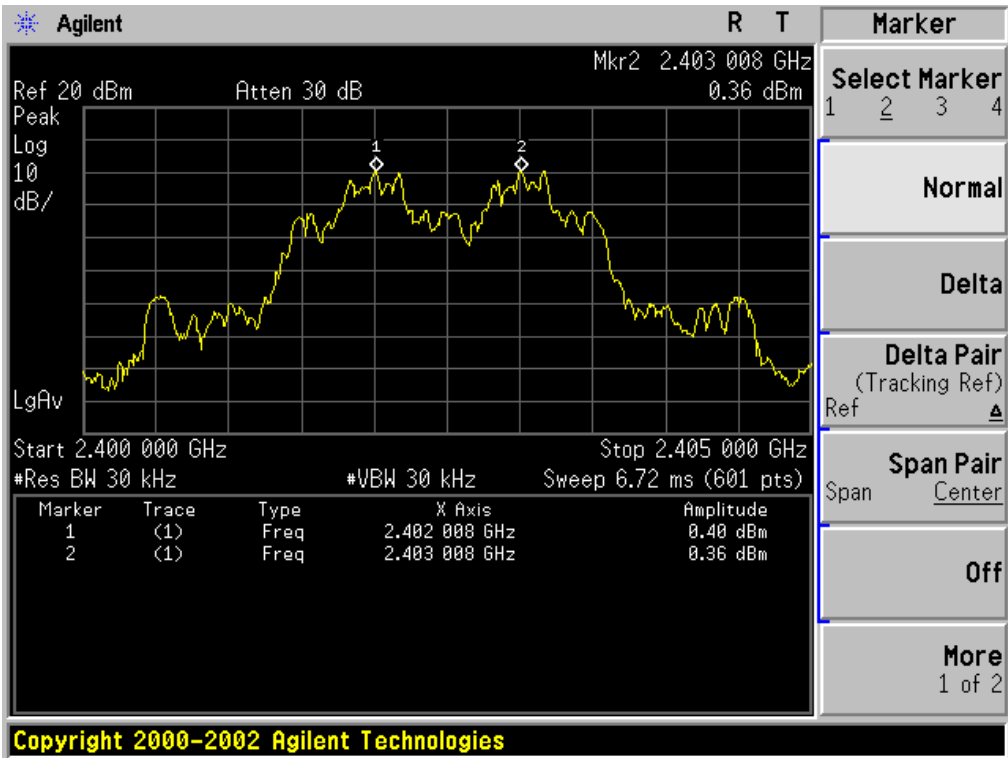 Agilent R T
Mkr2 2.403 008 GHz
Ref 20 dBm Atten 30 dB 0.36 dBm
Peak
Log
10
dB/
1 2
LgAv
Start 2.400 000 GHz Stop 2.405 000 GHz
#Res BW 30 kHz #VBW 30 kHz Sweep 6.72 ms (601 pts)
Marker Trace Type X Axis Amplitude
1 (1) Freq 2.402 008 GHz 0.40 dBm
2 (1) Freq 2.403 008 GHz 0.36 dBm
Marker
Select Marker
1 2 3 4
Normal
Delta
Delta Pair
(Tracking Ref)
Ref Δ
Span Pair
Span Center
Off
More
1 of 2
Copyright 2000-2002 Agilent Technologies